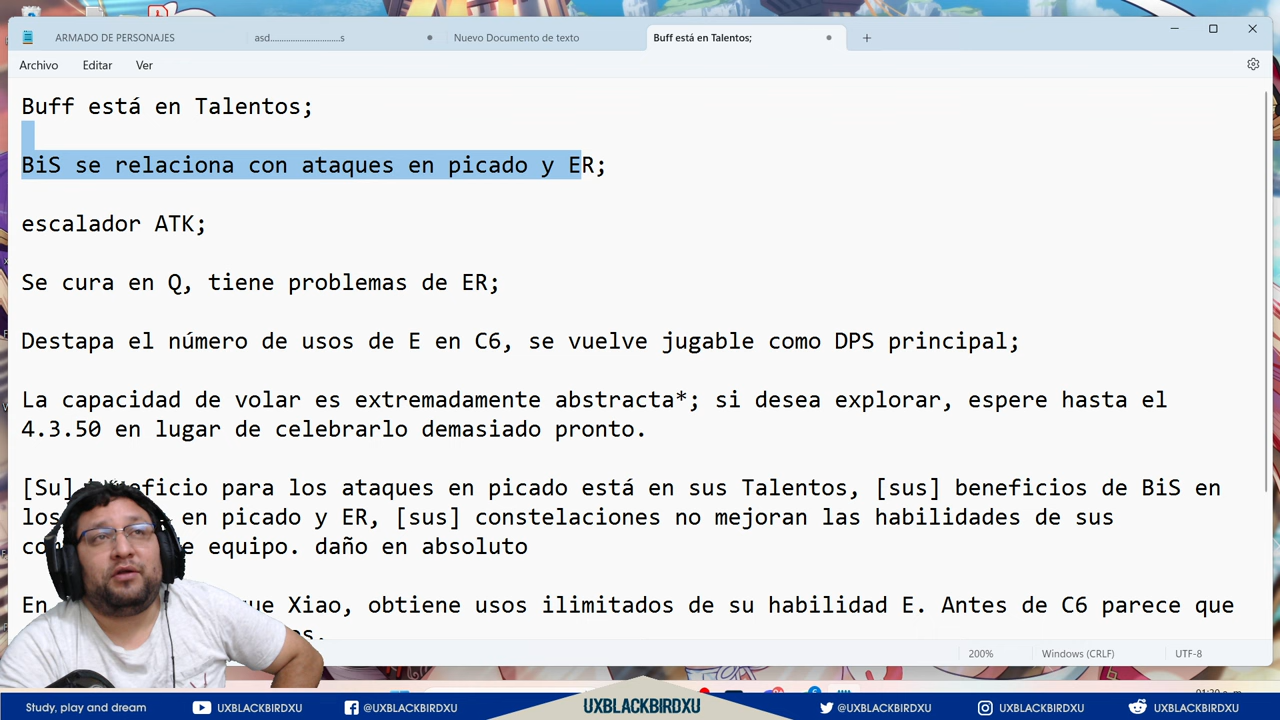 ARMADO DE PERSONAJES
asd..............................s
Nuevo Documento de texto
Buff está en Talentos;
Archivo Editar Ver
Buff está en Talentos;
BiS se relaciona con ataques en picado y ER;
escalador ATK;
Se cura en Q, tiene problemas de ER;
Destapa el número de usos de E en C6, se vuelve jugable como DPS principal;
La capacidad de volar es extremadamente abstracta*; si desea explorar, espere hasta el
4.3.50 en lugar de celebrarlo demasiado pronto.
[Su] beneficio para los ataques en picado está en sus Talentos, [sus] beneficios de BiS en
los en picado y ER, [sus] constelaciones no mejoran las habilidades de sus
de equipo. daño en absoluto
En que Xiao, obtiene usos ilimitados de su habilidad E. Antes de C6 parece que
200% Windows (CRLF) UTF-8
Study, play and dream UXBLACKBIRDXU @UXBLACKBIRDXU UXBLACKBIRDXU @UXBLACKBIRDXU UXBLACKBIRDXU UXBLACKBIRDXU